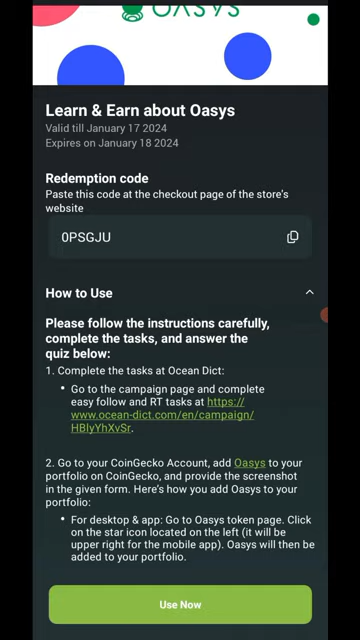 OASYS
Learn & Earn about Oasys
Valid till January 17 2024
Expires on January 18 2024
Redemption code
Paste this code at the checkout page of the store's
website
0PSGJU
How to Use
Please follow the instructions carefully,
complete the tasks, and answer the
quiz below:
1. Complete the tasks at Ocean Dict:
• Go to the campaign page and complete
easy follow and RT tasks at https://
www.ocean-dict.com/en/campaign/
HBIyYhXvSr.
2. Go to your CoinGecko Account, add Oasys to your
portfolio on CoinGecko, and provide the screenshot
in the given form. Here's how you add Oasys to your
portfolio:
• For desktop & app: Go to Oasys token page. Click
on the star icon located on the left (it will be
upper right for the mobile app). Oasys will then be
added to your portfolio.
Use Now